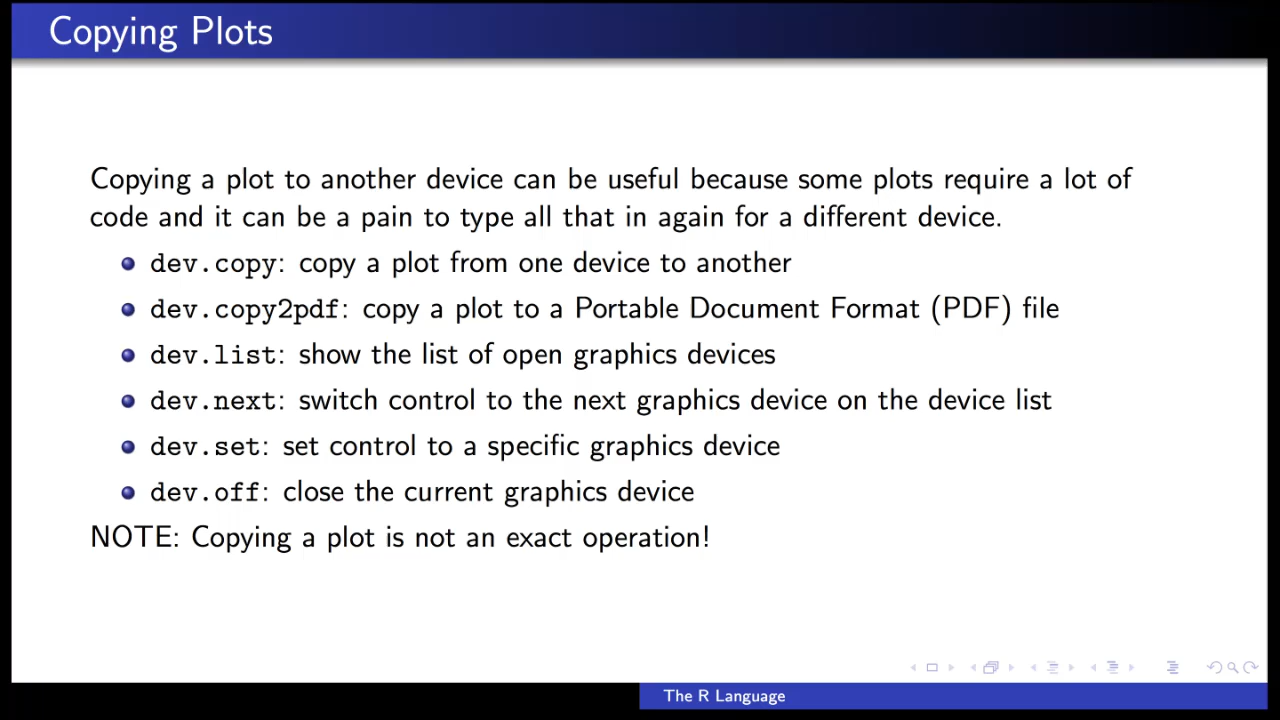 Copying Plots
Copying a plot to another device can be useful because some plots require a lot of
code and it can be a pain to type all that in again for a different device.
dev.copy: copy a plot from one device to another
dev.copy2pdf: copy a plot to a Portable Document Format (PDF) file
dev.list: show the list of open graphics devices
dev.next: switch control to the next graphics device on the device list
dev.set: set control to a specific graphics device
dev.off: close the current graphics device
NOTE: Copying a plot is not an exact operation!
The R Language